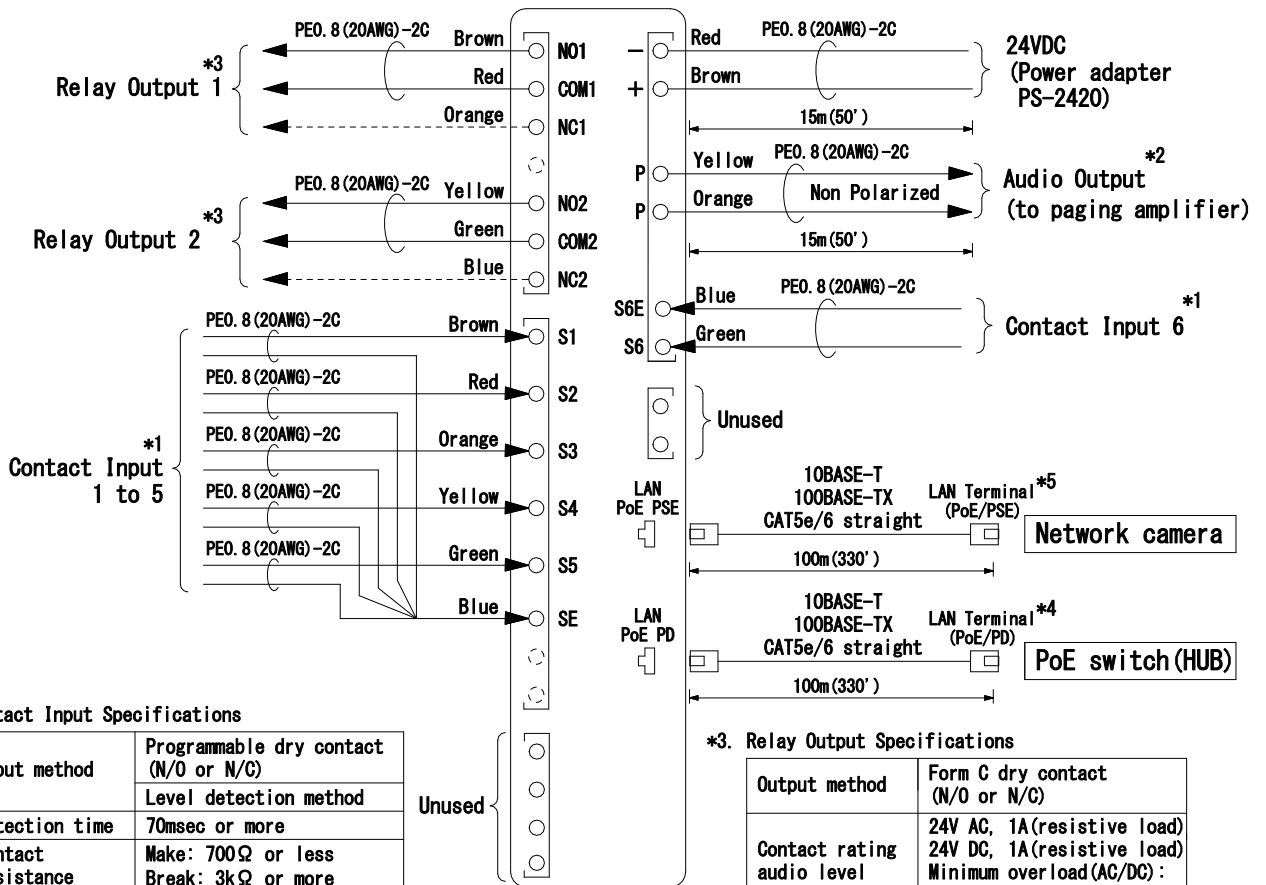 PE0.8(20AWG)-2C
Brown
NO1
*3
Relay Output 1
Red
COM1
Orange
NC1
PE0.8(20AWG)-2C
Yellow
NO2
*3
Relay Output 2
Green
COM2
Blue
NC2
PE0.8(20AWG)-2C
Brown
S1
PE0.8(20AWG)-2C
Red
S2
PE0.8(20AWG)-2C
Orange
S3
*1
Contact Input
1 to 5
PE0.8(20AWG)-2C
Yellow
S4
PE0.8(20AWG)-2C
Green
S5
Blue
SE
- Red
PE0.8(20AWG)-2C
+ Brown
24VDC
(Power adapter
PS-2420)
15m(50')
P Yellow
PE0.8(20AWG)-2C
P Orange
Non Polarized
*2
Audio Output
(to paging amplifier)
15m(50')
S6E Blue
PE0.8(20AWG)-2C
S6 Green
*1
Contact Input 6
Unused
LAN
PoE PSE
10BASE-T
100BASE-TX
CAT5e/6 straight
LAN Terminal*5
(PoE/PSE)
Network camera
100m(330')
LAN
PoE PD
10BASE-T
100BASE-TX
CAT5e/6 straight
LAN Terminal*4
(PoE/PD)
PoE switch(HUB)
100m(330')
Input Specifications
method
Programmable dry contact
(N/O or N/C)
Level detection method
time
70msec or more
Make: 700Ω or less
Break: 3kΩ or more
Unused
*3. Relay Output Specifications
Output method
Form C dry contact
(N/O or N/C)
Contact rating
audio level
24V AC, 1A(resistive load)
24V DC, 1A(resistive load)
Minimum overload(AC/DC):